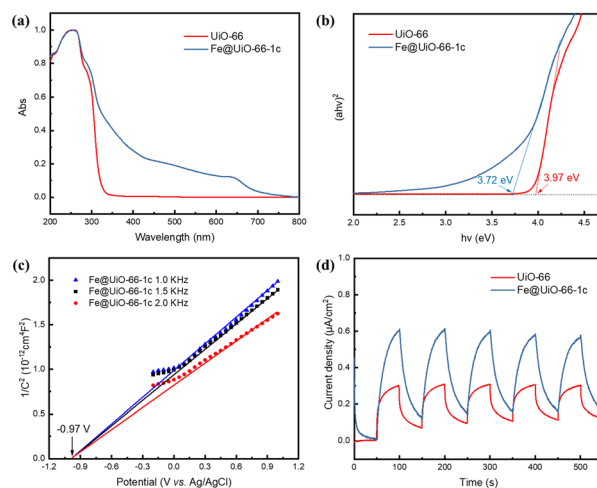 (a)
UiO-66
Fe@UiO-66-1c
Abs
1.0
0.8
0.6
0.4
0.2
0.0
200 300 400 500 600 700 800
Wavelength (nm)
(b)
UiO-66
Fe@UiO-66-1c
(ahv)²
3.72 eV
3.97 eV
2.0 2.5 3.0 3.5 4.0 4.5
hv (eV)
(c)
Fe@UiO-66-1c 1.0 KHz
Fe@UiO-66-1c 1.5 KHz
Fe@UiO-66-1c 2.0 KHz
1/C² (10⁻¹²cm⁴F²)
2.0
1.5
1.0
0.5
0.0
-0.97 V
-1.2 -0.9 -0.6 -0.3 0.0 0.3 0.6 0.9 1.2
Potential (V vs. Ag/AgCl)
(d)
UiO-66
Fe@UiO-66-1c
Current density (µA/cm²)
1.0
0.8
0.6
0.4
0.2
0.0
0 100 200 300 400 500
Time (s)